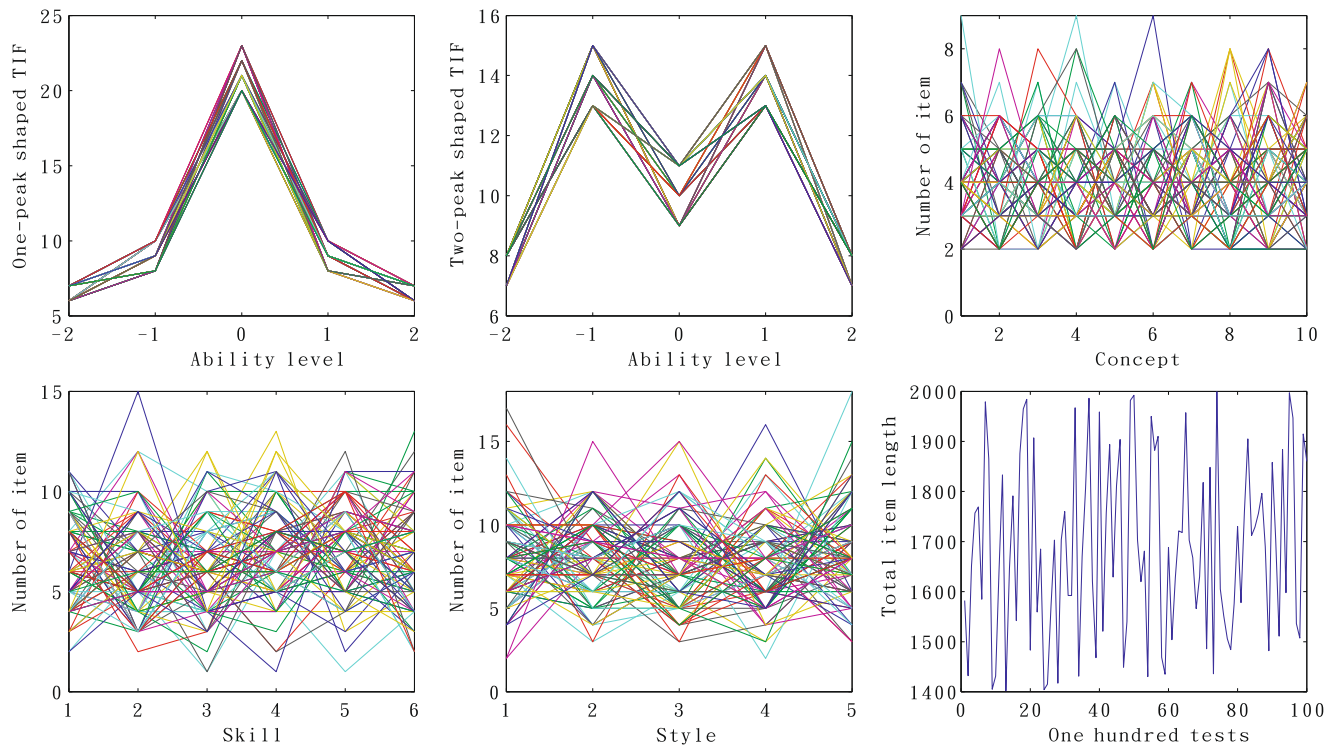 One-peak shaped TIF
25
20
15
10
5
-2 -1 0 1 2
Ability level
Two-peak shaped TIF
16
14
12
10
8
6
-2 -1 0 1 2
Ability level
Number of item
8
6
4
2
0
2 4 6 8 10
Concept
Number of item
15
10
5
0
1 2 3 4 5 6
Skill
Number of item
15
10
5
0
1 2 3 4 5
Style
Total item length
2000
1900
1800
1700
1600
1500
1400
0 20 40 60 80 100
One hundred tests